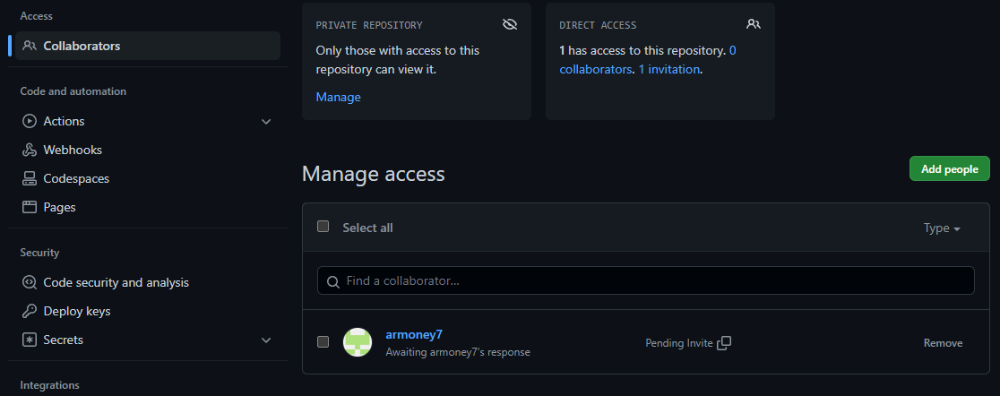 Access
Collaborators
Code and automation
Actions
Webhooks
Codespaces
Pages
Security
Code security and analysis
Deploy keys
Secrets
Integrations
PRIVATE REPOSITORY
Only those with access to this
repository can view it.
Manage
DIRECT ACCESS
1 has access to this repository. 0
collaborators. 1 invitation.
Manage access
Add people
Select all
Type
Find a collaborator...
armoney7
Awaiting armoney7's response
Pending Invite
Remove